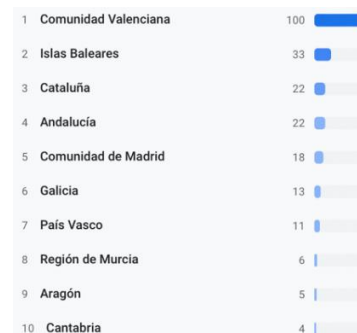 1 Comunidad Valenciana 100
2 Islas Baleares 33
3 Cataluña 22
4 Andalucía 22
5 Comunidad de Madrid 18
6 Galicia 13
7 País Vasco 11
8 Región de Murcia 6
9 Aragón 5
10 Cantabria 4